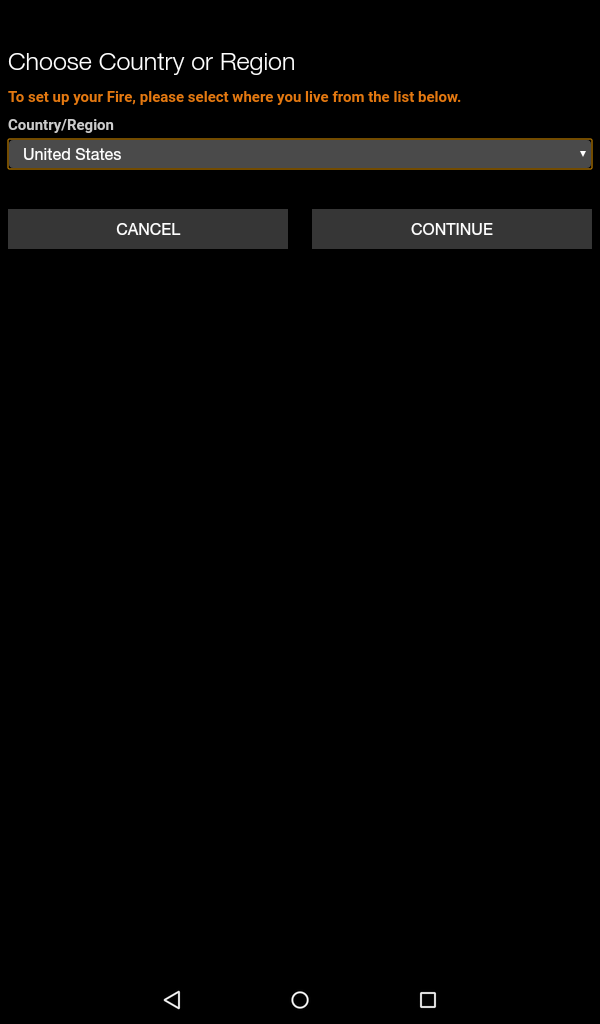 Choose Country or Region
To set up your Fire, please select where you live from the list below.
Country/Region
United States
CANCEL
CONTINUE